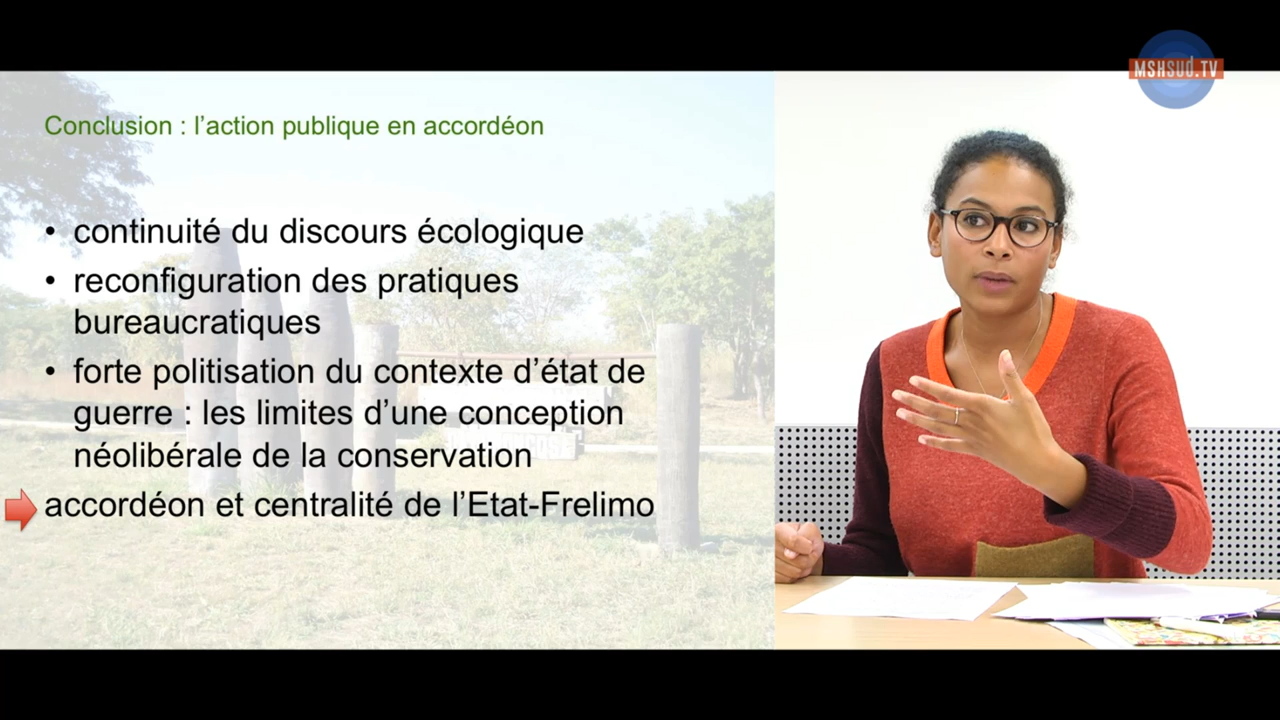 MSHSUD.TV
Conclusion : l’action publique en accordéon
• continuité du discours écologique
• reconfiguration des pratiques
bureaucratiques
• forte politisation du contexte d’état de
guerre : les limites d’une conception
néolibérale de la conservation
accordéon et centralité de l’Etat-Frelimo